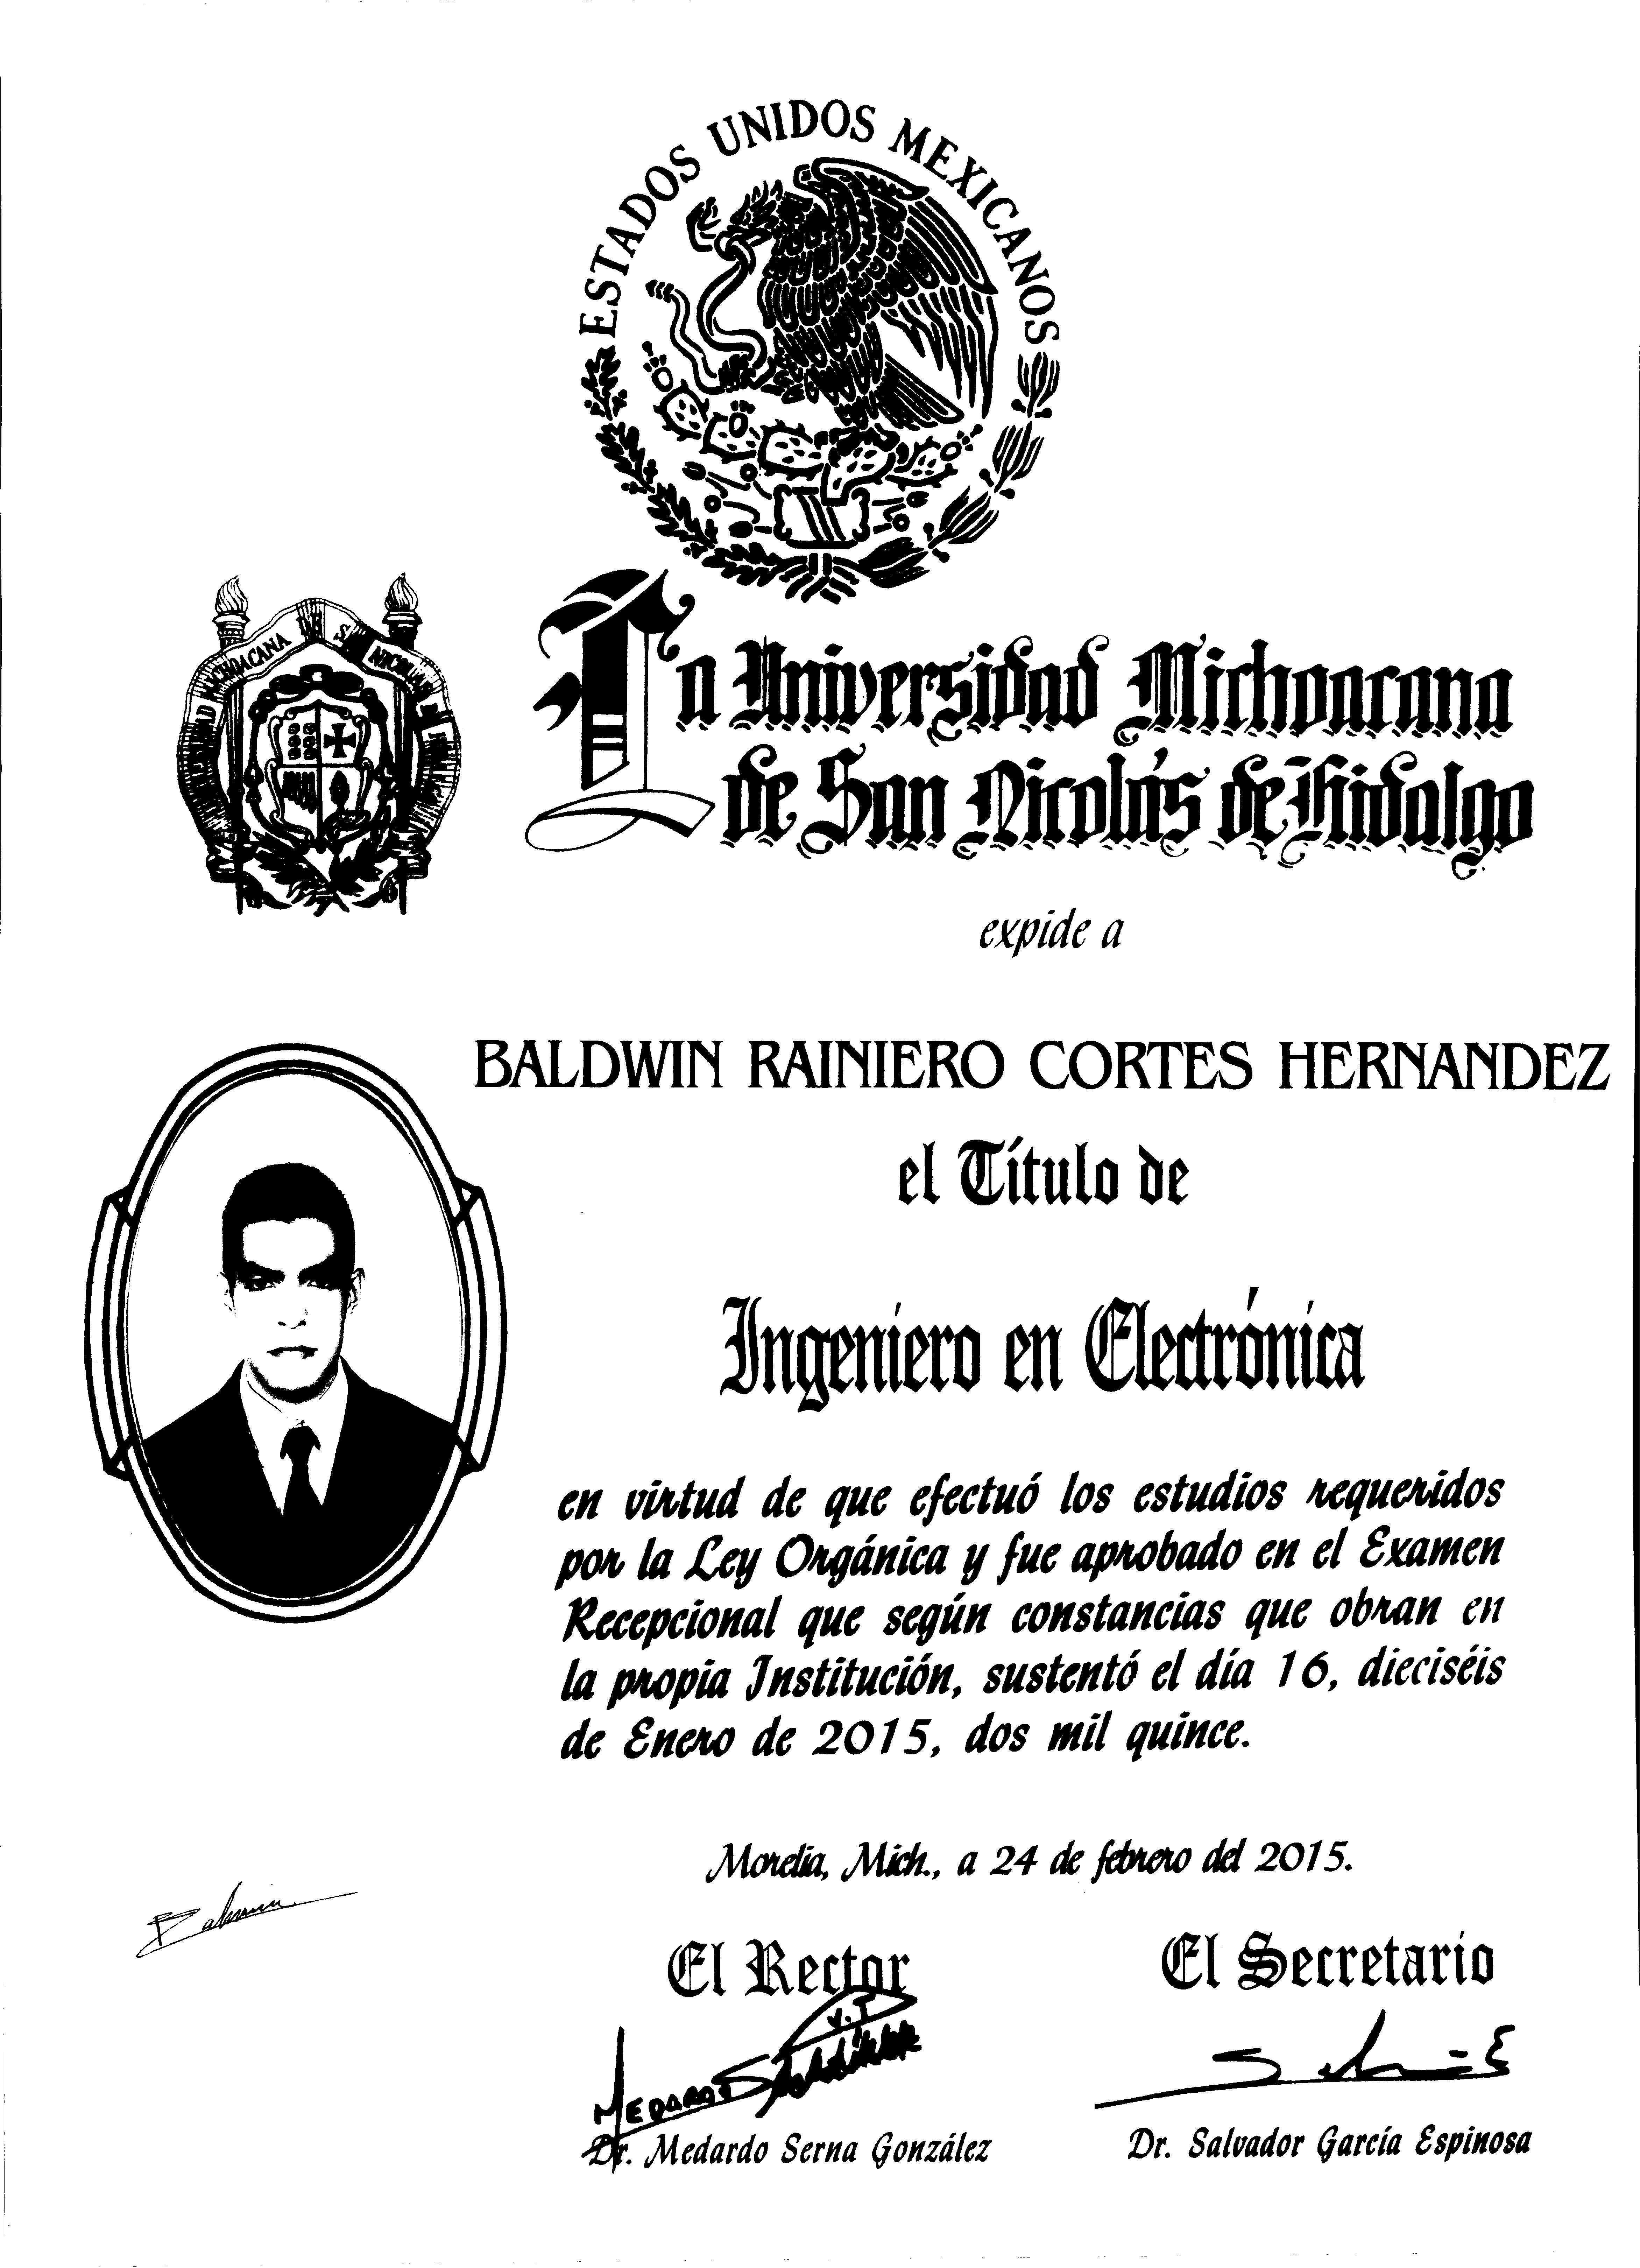 ESTADOS UNIDOS MEXICANOS
La Universidad Michoacana
de San Nicolás de Hidalgo
expide a
BALDWIN RAINIERO CORTES HERNANDEZ
el Título de
Ingeniero en Electrónica
en virtud de que efectuó los estudios requeridos
por la Ley Orgánica y fue aprobado en el Examen
Recepcional que según constancias que obran en
la propia Institución, sustentó el día 16, dieciséis
de Enero de 2015, dos mil quince.
Morelia, Mich., a 24 de febrero del 2015.
Baldwin
El Rector
El Secretario
MEDARDO
Dr. Medardo Serna González
Dr. Salvador García Espinosa